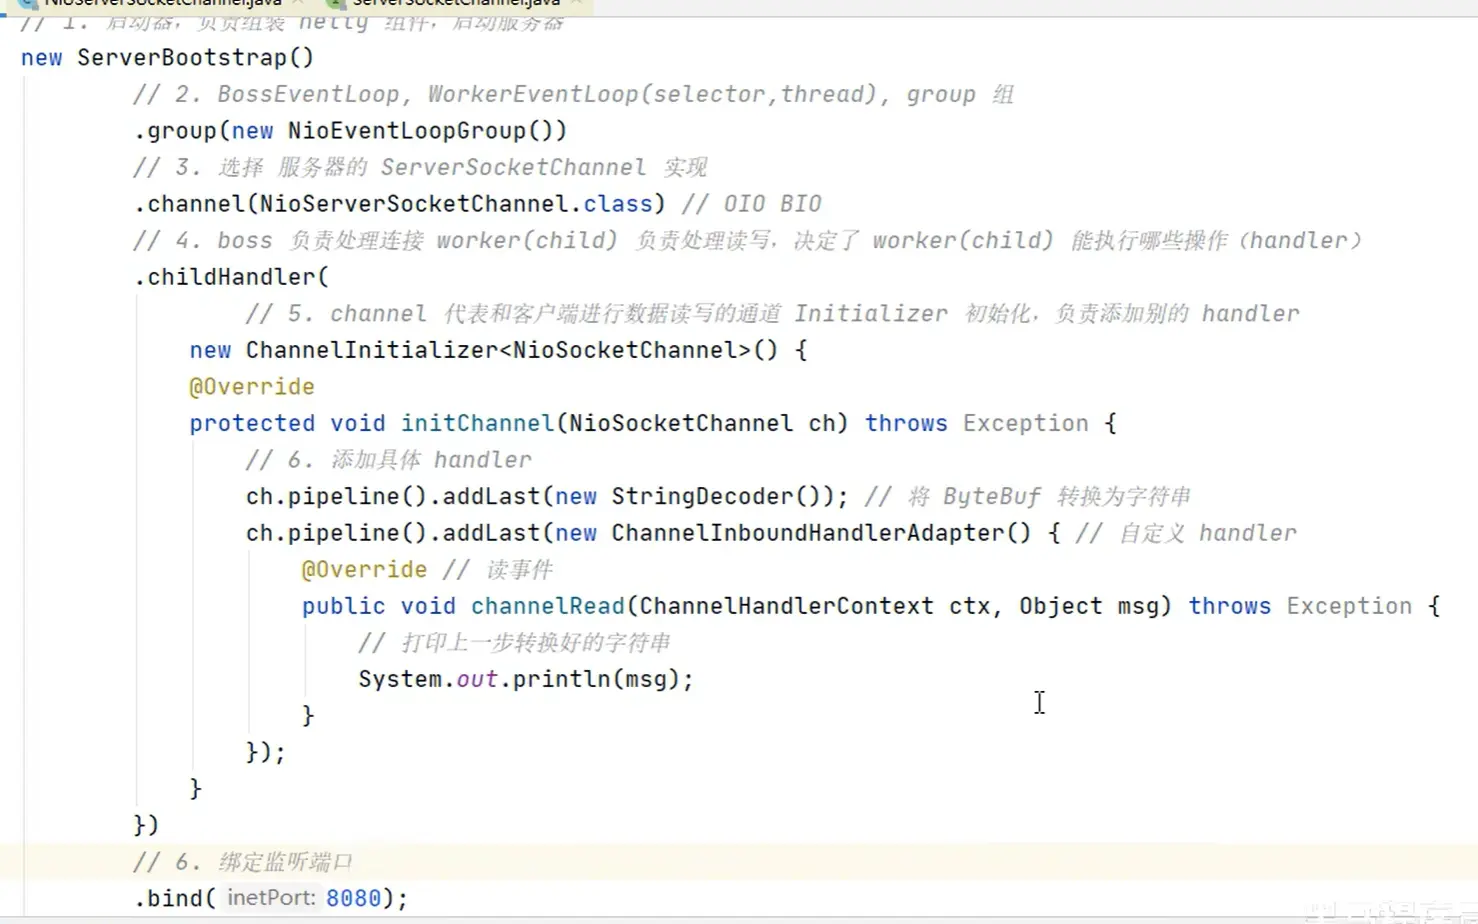 NioServerSocketChannel.java × ServerSocketChannel.java ×
// 1. 启动器，负责组装 netty 组件，启动服务器
new ServerBootstrap()
// 2. BossEventLoop, WorkerEventLoop(selector,thread), group 组
.group(new NioEventLoopGroup())
// 3. 选择 服务器的 ServerSocketChannel 实现
.channel(NioServerSocketChannel.class) // OIO BIO
// 4. boss 负责处理连接 worker(child) 负责处理读写，决定了 worker(child) 能执行哪些操作（handler）
.childHandler(
// 5. channel 代表和客户端进行数据读写的通道 Initializer 初始化，负责添加别的 handler
new ChannelInitializer<NioSocketChannel>() {
@Override
protected void initChannel(NioSocketChannel ch) throws Exception {
// 6. 添加具体 handler
ch.pipeline().addLast(new StringDecoder()); // 将 ByteBuf 转换为字符串
ch.pipeline().addLast(new ChannelInboundHandlerAdapter() { // 自定义 handler
@Override // 读事件
public void channelRead(ChannelHandlerContext ctx, Object msg) throws Exception {
// 打印上一步转换好的字符串
System.out.println(msg);
}
});
}
})
// 6. 绑定监听端口
.bind( inetPort: 8080);